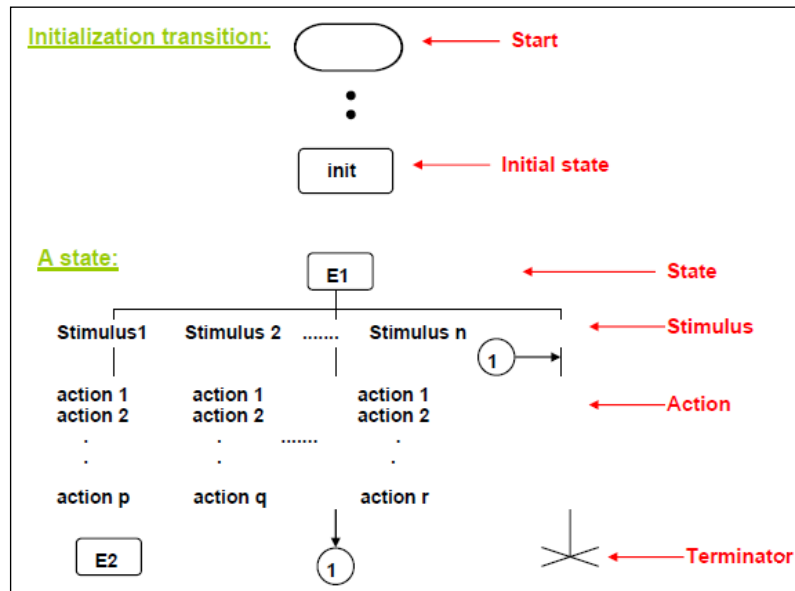 Initialization transition:
Start
init
Initial state
A state:
E1
State
Stimulus1 Stimulus 2 ....... Stimulus n
Stimulus
1
action 1 action 1 action 1
action 2 action 2 action 2
Action
. . ....... .
. . .
action p action q action r
E2
1
Terminator